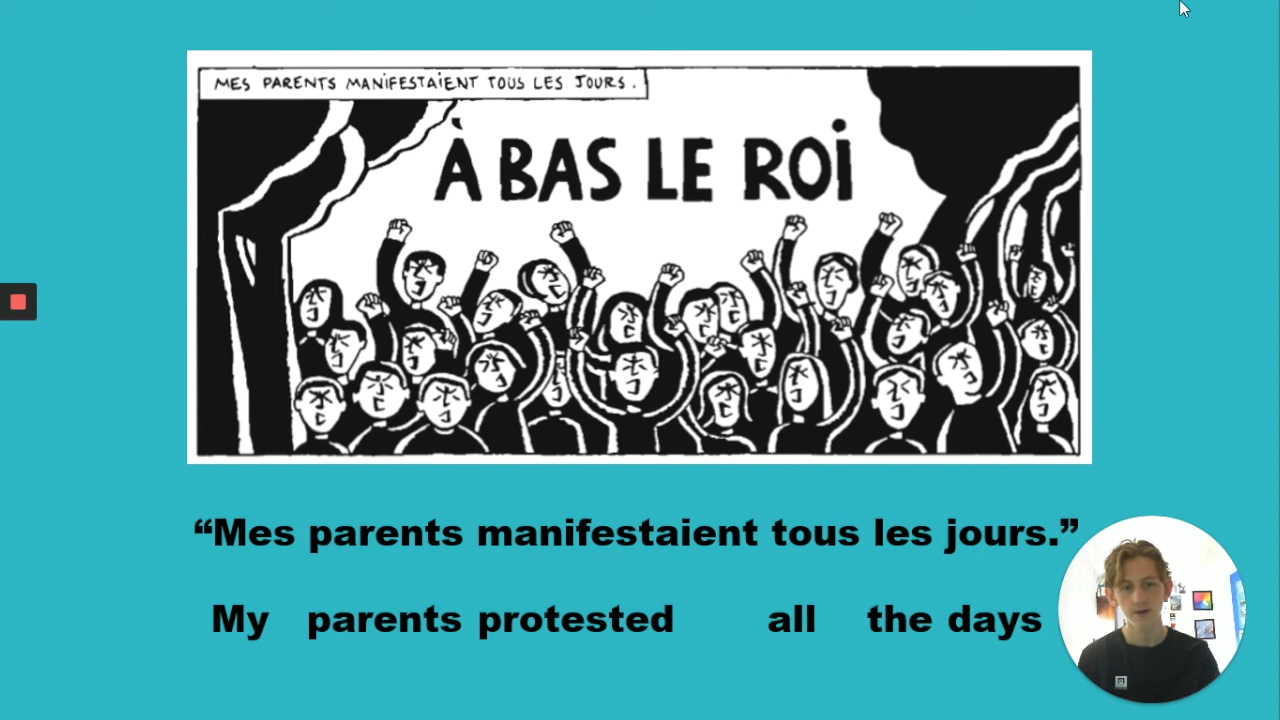 MES PARENTS MANIFESTAIENT TOUS LES JOURS.
À BAS LE ROI
“Mes parents manifestaient tous les jours.”
My parents protested all the days